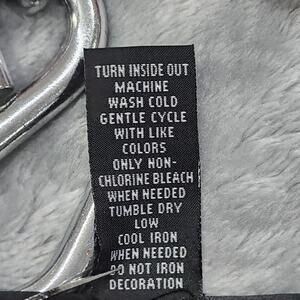 TURN INSIDE OUT
MACHINE
WASH COLD
GENTLE CYCLE
WITH LIKE
COLORS
ONLY NON-
CHLORINE BLEACH
WHEN NEEDED
TUMBLE DRY
LOW
COOL IRON
WHEN NEEDED
DO NOT IRON
DECORATION